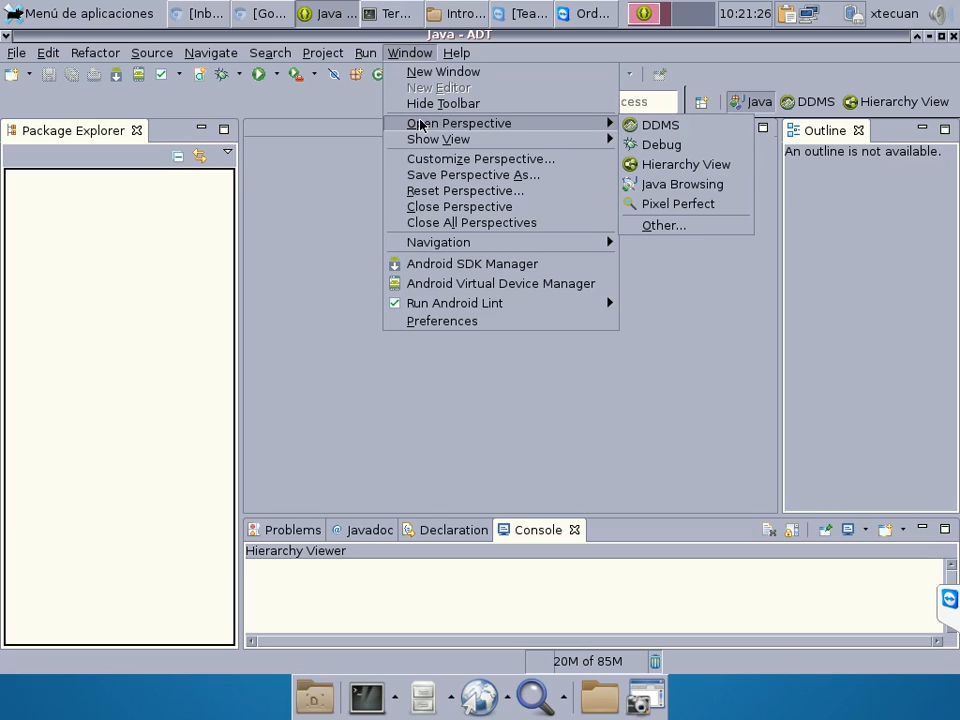 Menú de aplicaciones [Inb... [Go... Java ... Ter... Intro... [Tea... Ord... 10:21:26 xtecuan
Java - ADT
File Edit Refactor Source Navigate Search Project Run Window Help
New Window
New Editor
Hide Toolbar
cess Java DDMS Hierarchy View
Open Perspective
Show View
Customize Perspective...
Save Perspective As...
Reset Perspective...
Close Perspective
Close All Perspectives
Navigation
Android SDK Manager
Android Virtual Device Manager
Run Android Lint
Preferences
DDMS
Debug
Hierarchy View
Java Browsing
Pixel Perfect
Other...
Package Explorer
Outline
An outline is not available.
Problems @ Javadoc Declaration Console
Hierarchy Viewer
20M of 85M